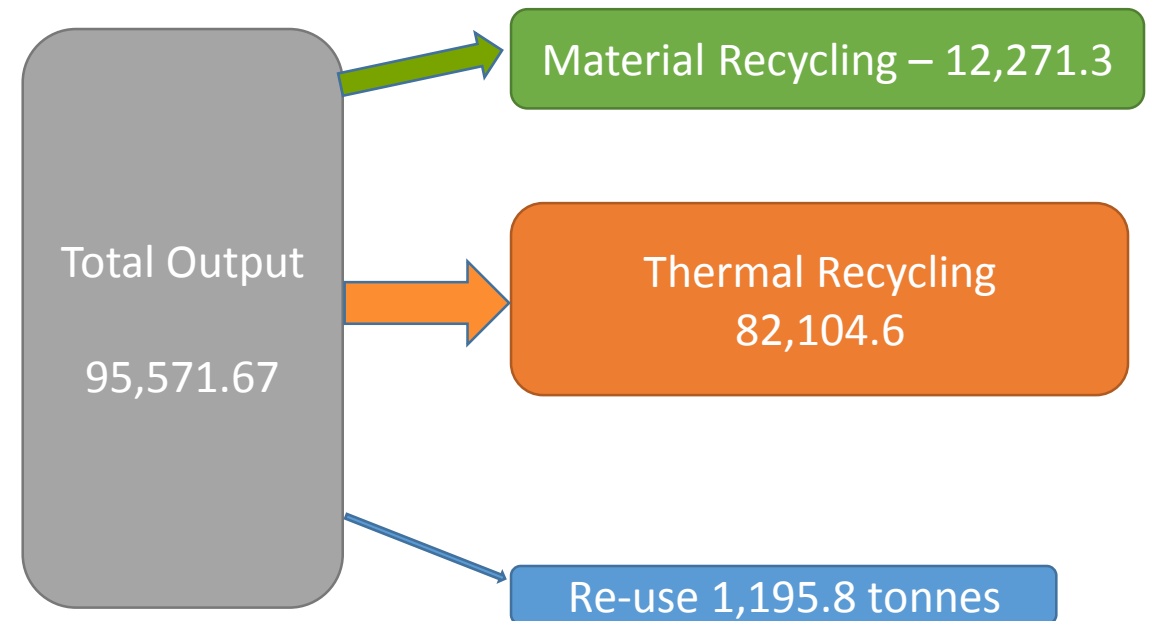 Total Output
95,571.67
Material Recycling – 12,271.3
Thermal Recycling
82,104.6
Re-use 1,195.8 tonnes